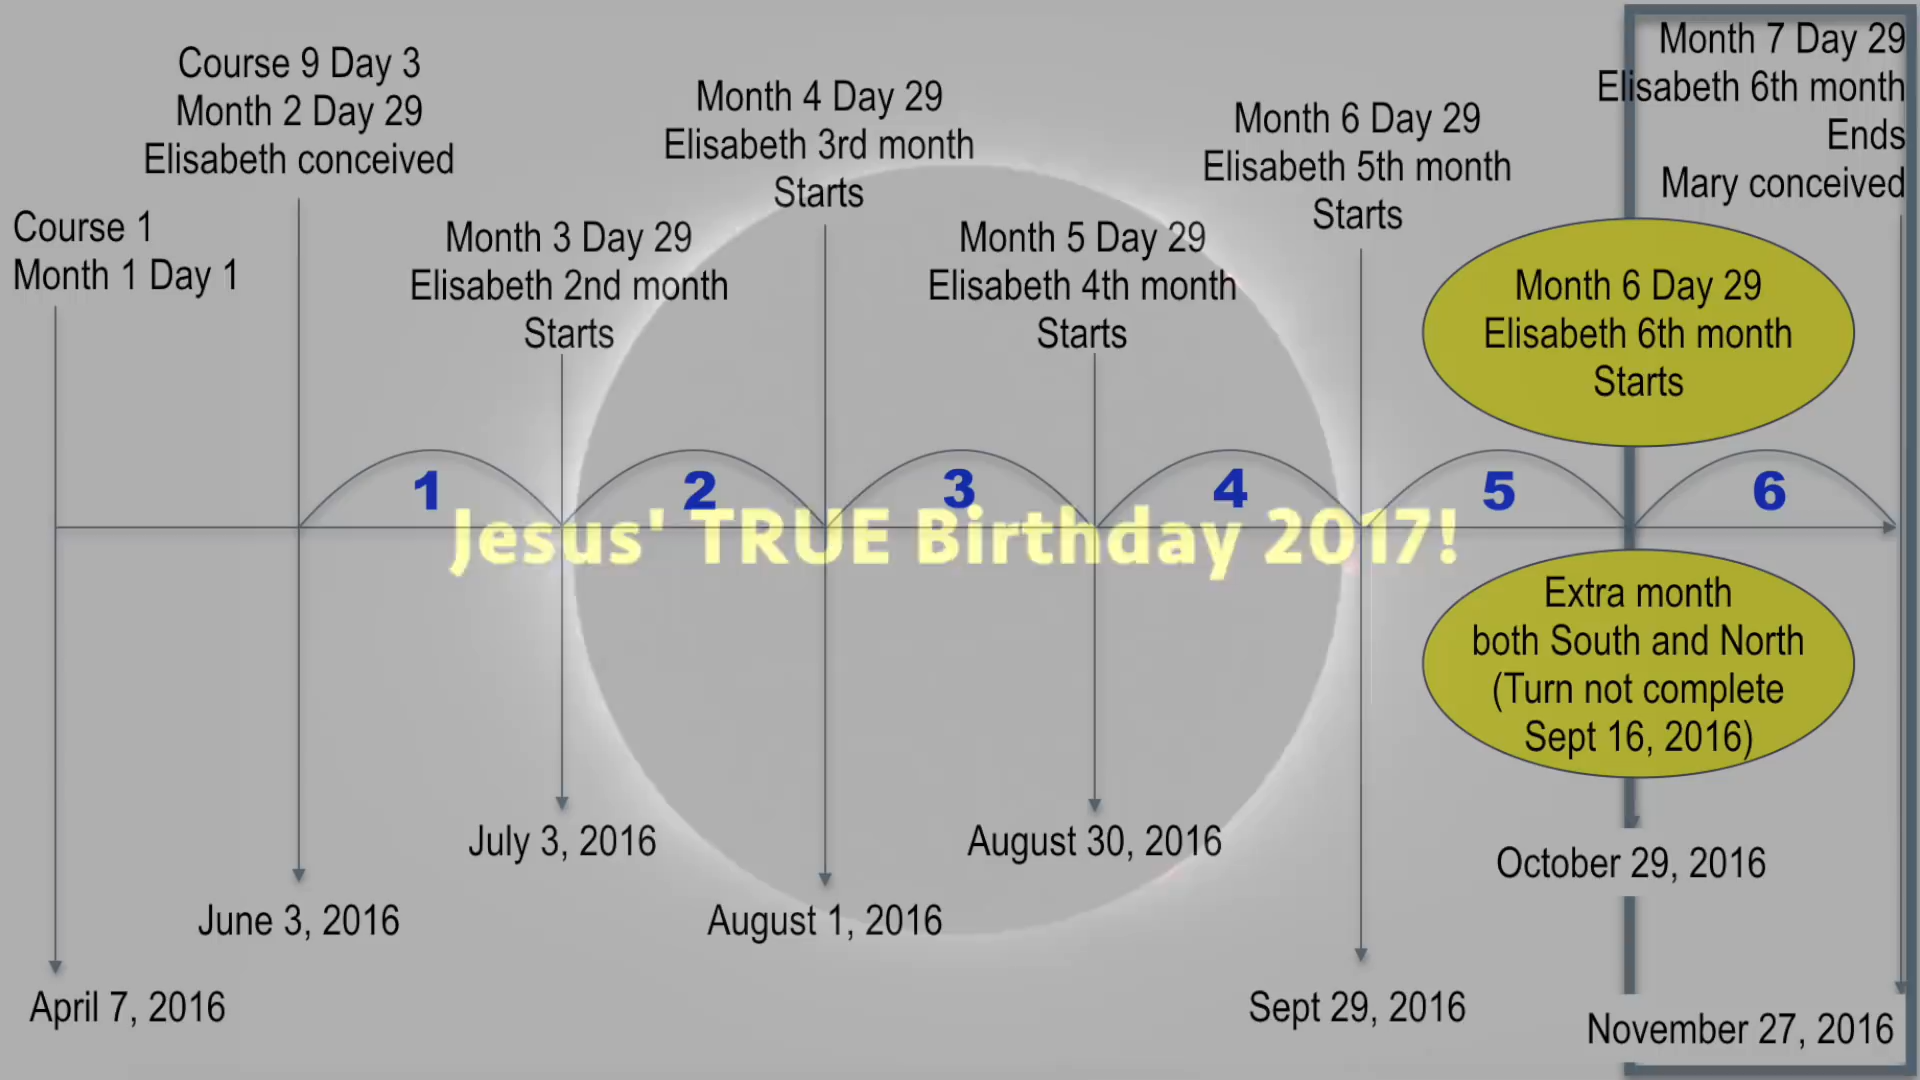 Course 1
Month 1 Day 1
Course 9 Day 3
Month 2 Day 29
Elisabeth conceived
Month 3 Day 29
Elisabeth 2nd month
Starts
Month 4 Day 29
Elisabeth 3rd month
Starts
Month 5 Day 29
Elisabeth 4th month
Starts
Month 6 Day 29
Elisabeth 5th month
Starts
Month 6 Day 29
Elisabeth 6th month
Starts
Month 7 Day 29
Elisabeth 6th month
Ends
Mary conceived
1
2
3
4
5
6
Jesus' TRUE Birthday 2017!
Extra month
both South and North
(Turn not complete
Sept 16, 2016)
April 7, 2016
June 3, 2016
July 3, 2016
August 1, 2016
August 30, 2016
Sept 29, 2016
October 29, 2016
November 27, 2016